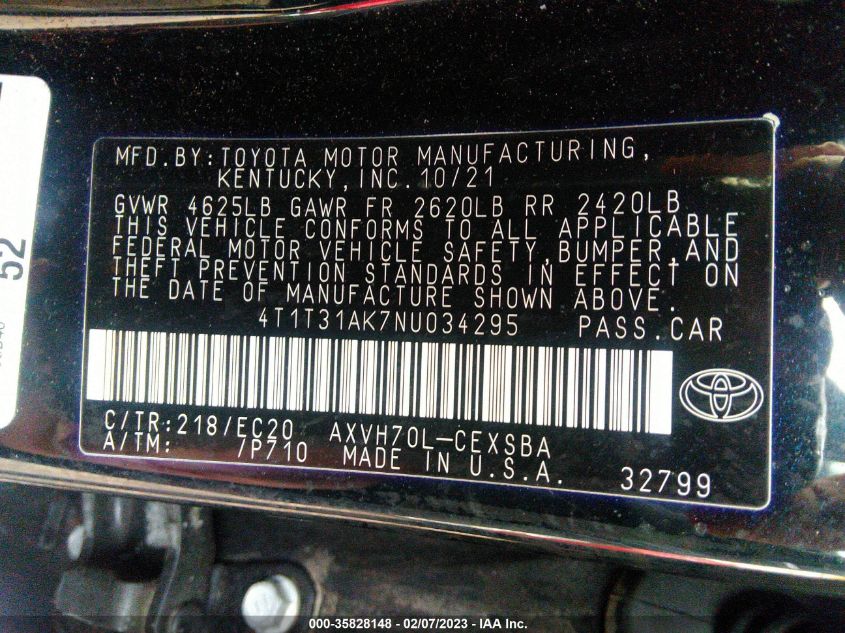 MFD.BY:TOYOTA MOTOR MANUFACTURING,
KENTUCKY,INC.10/21
GVWR 4625LB GAWR FR 2620LB RR 2420LB
THIS VEHICLE CONFORMS TO ALL APPLICABLE
FEDERAL MOTOR VEHICLE SAFETY,BUMPER,AND
THEFT PREVENTION STANDARDS IN EFFECT ON
THE DATE OF MANUFACTURE SHOWN ABOVE.
4T1T31AK7NU034295 PASS.CAR
C/TR:218/EC20 AXVH70L-CEXSBA
A/TM: /P710 MADE IN U.S.A.
32799
52
000-35828148 - 02/07/2023 - IAA Inc.